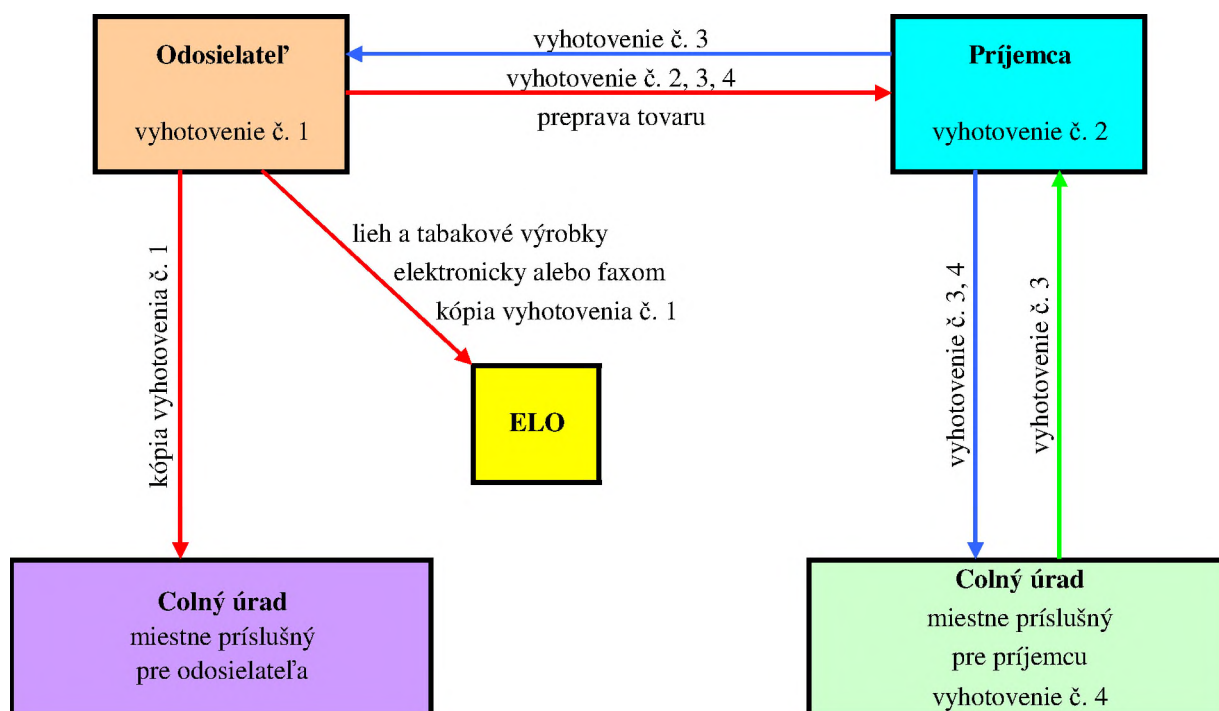 Odosielateľ
vyhotovenie č. 1
vyhotovenie č. 3
vyhotovenie č. 2, 3, 4
preprava tovaru
Príjemca
vyhotovenie č. 2
kópia vyhotovenia č. 1
lieh a tabakové výrobky
elektronicky alebo faxom
kópia vyhotovenia č. 1
ELO
vyhotovenie č. 3, 4
vyhotovenie č. 3
Colný úrad
miestne príslušný
pre odosielateľa
Colný úrad
miestne príslušný
pre príjemcu
vyhotovenie č. 4